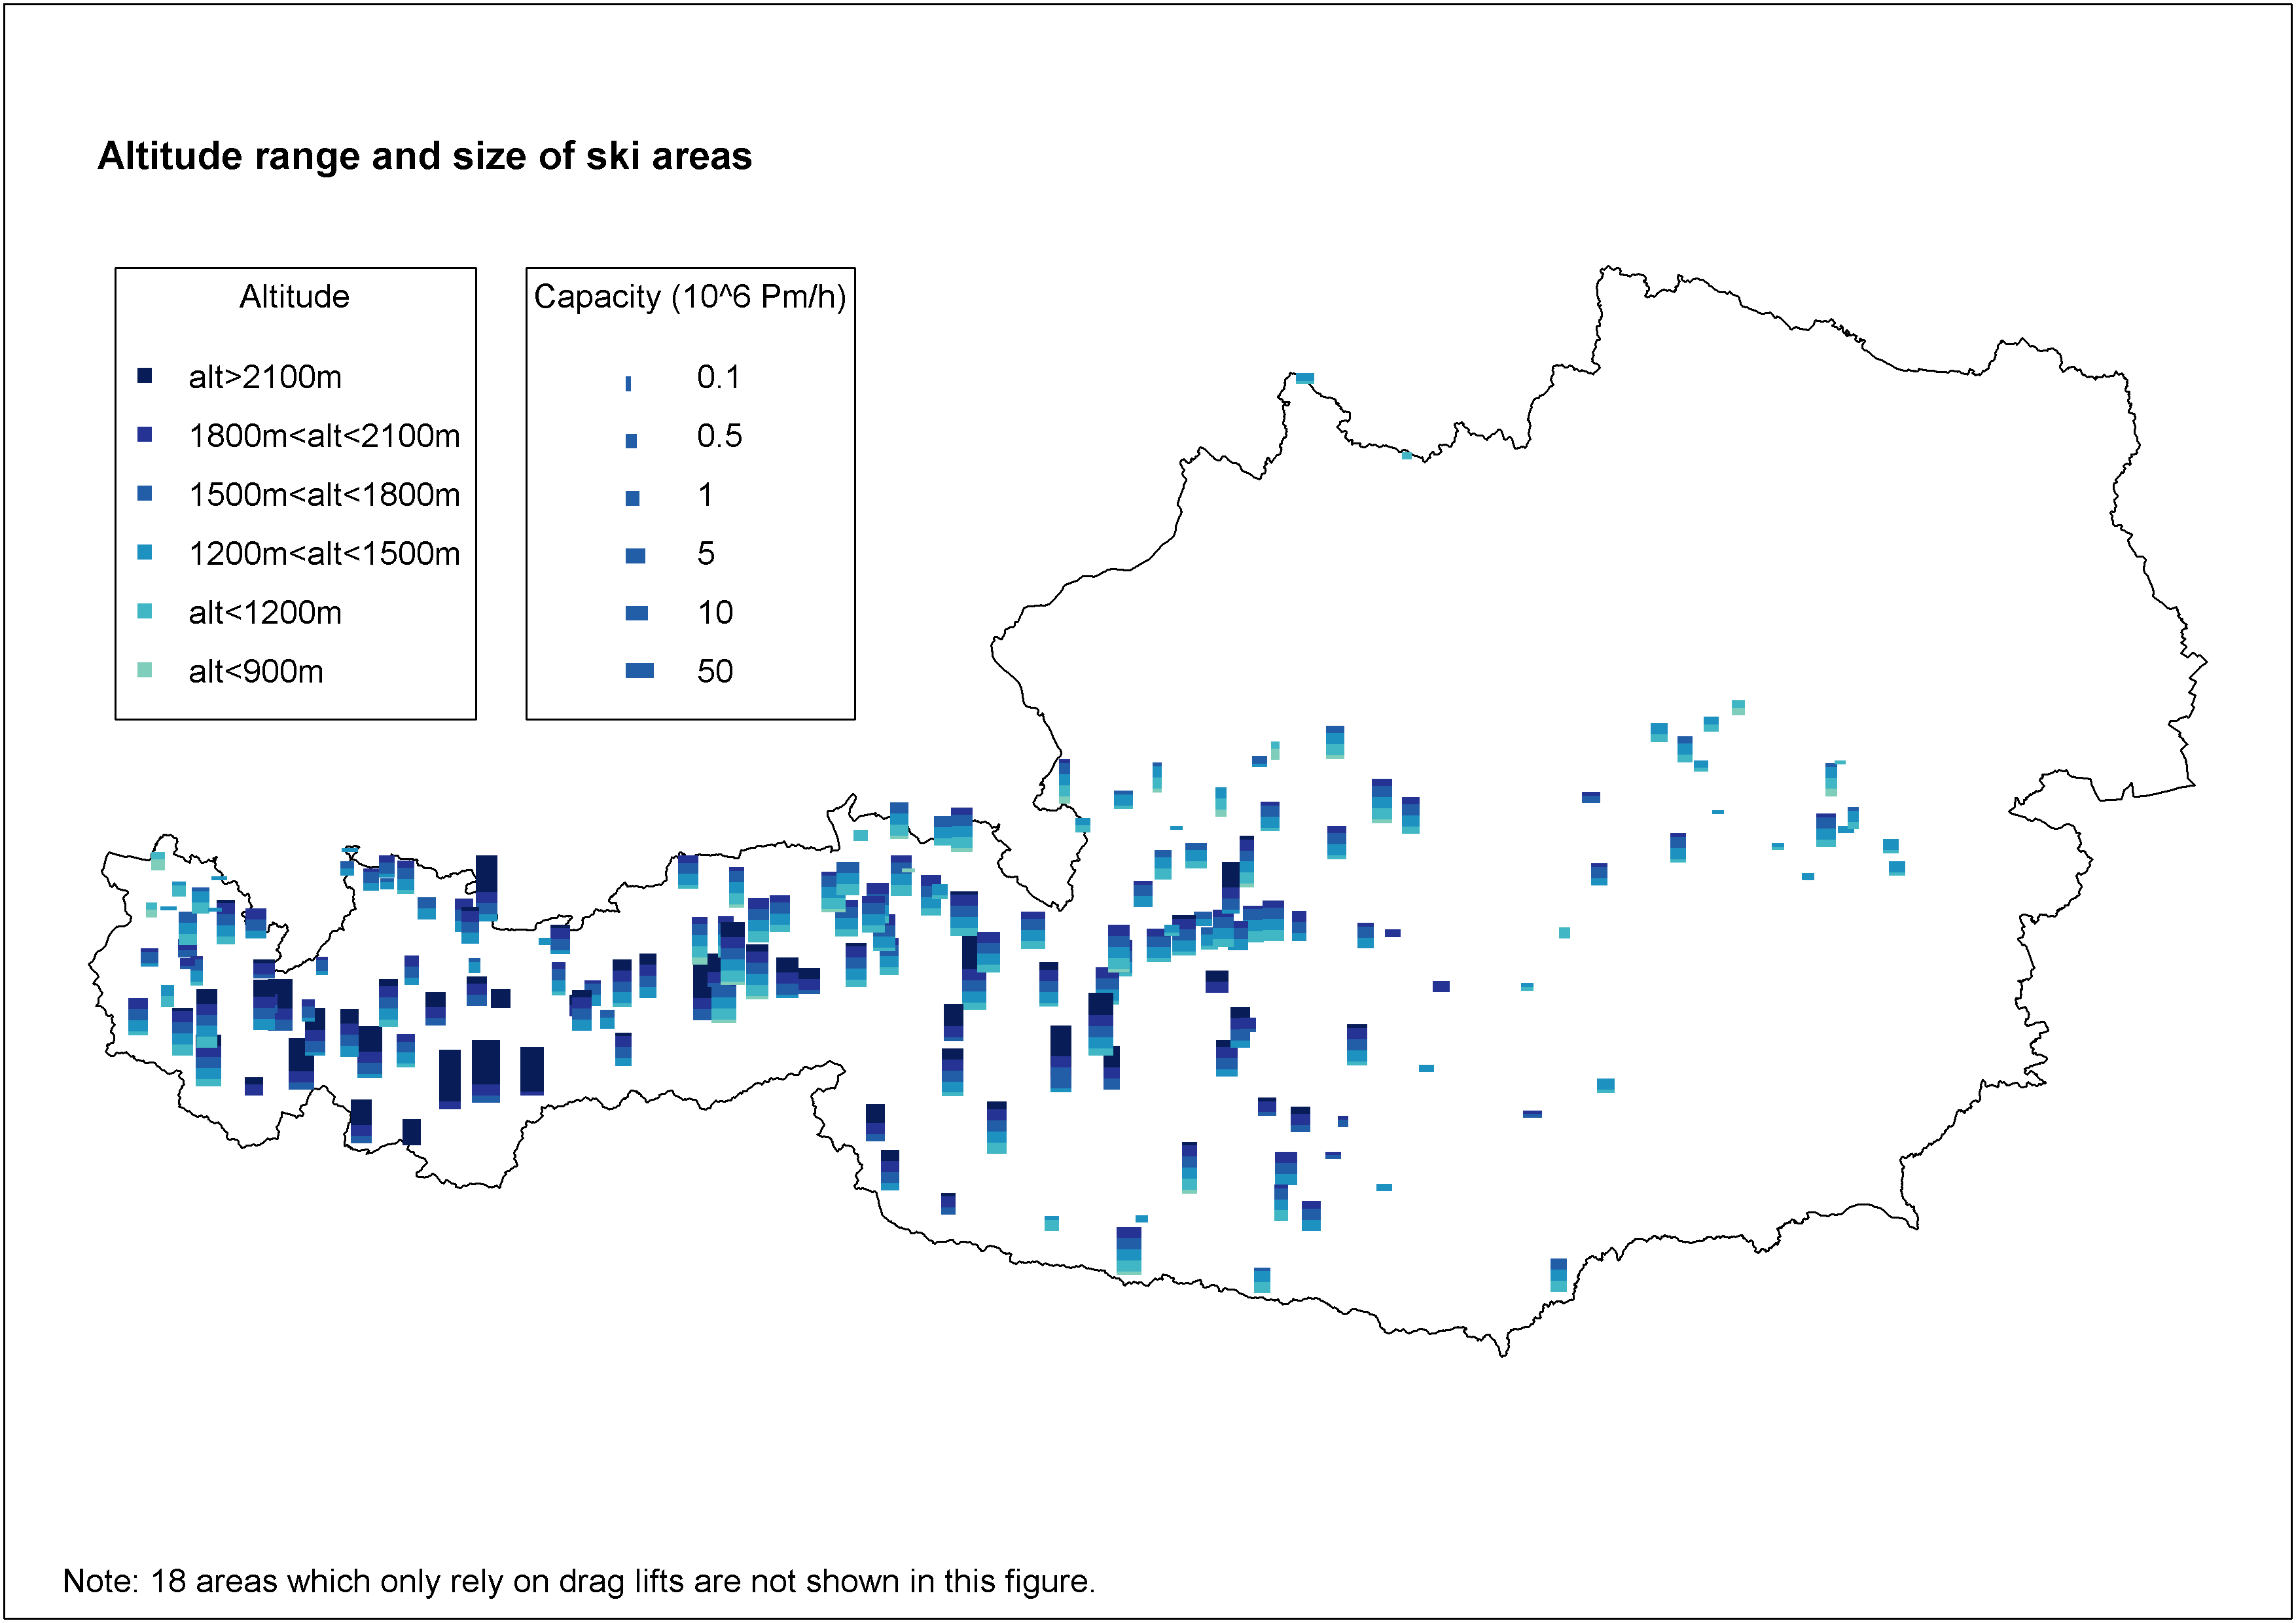 Altitude range and size of ski areas
Altitude
alt>2100m
1800m<alt<2100m
1500m<alt<1800m
1200m<alt<1500m
alt<1200m
alt<900m
Capacity (10^6 Pm/h)
0.1
0.5
1
5
10
50
Note: 18 areas which only rely on drag lifts are not shown in this figure.